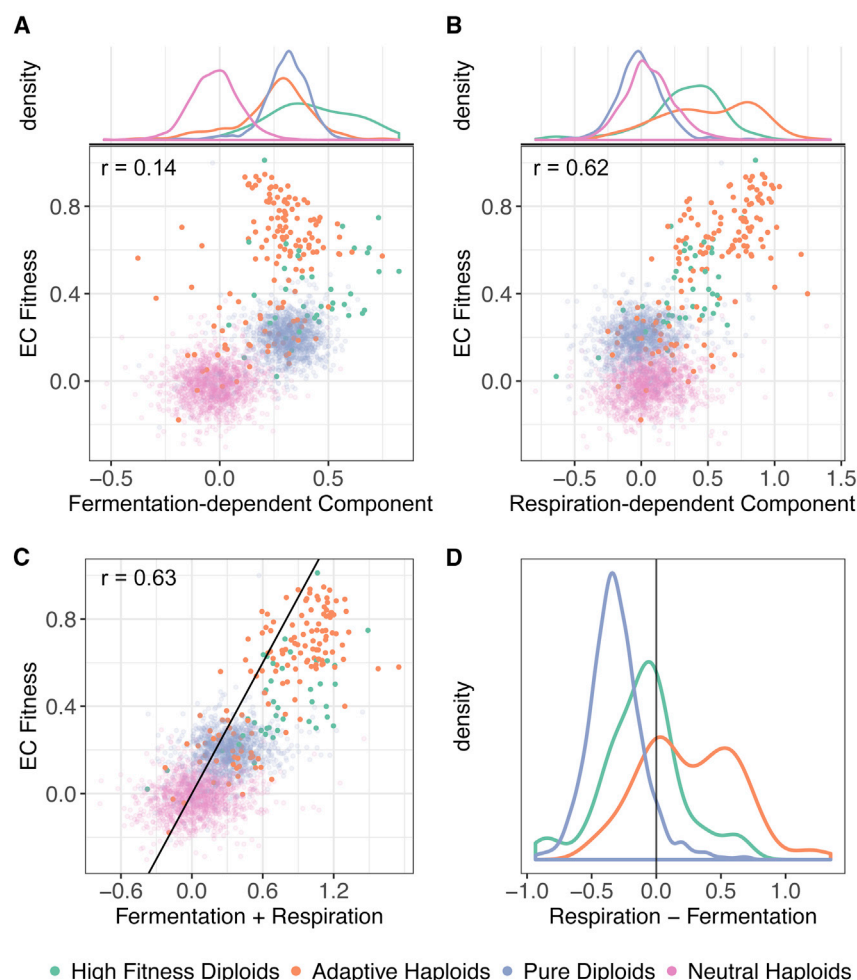 A
B
density
density
r = 0.14
r = 0.62
EC Fitness
0.8
0.4
0.0
EC Fitness
0.8
0.4
0.0
−0.5 0.0 0.5
−0.5 0.0 0.5 1.0 1.5
Fermentation-dependent Component
Respiration-dependent Component
C
D
r = 0.63
EC Fitness
0.8
0.4
0.0
density
−0.6 0.0 0.6 1.2
−1.0 −0.5 0.0 0.5 1.0
Fermentation + Respiration
Respiration − Fermentation
High Fitness Diploids Adaptive Haploids Pure Diploids Neutral Haploids